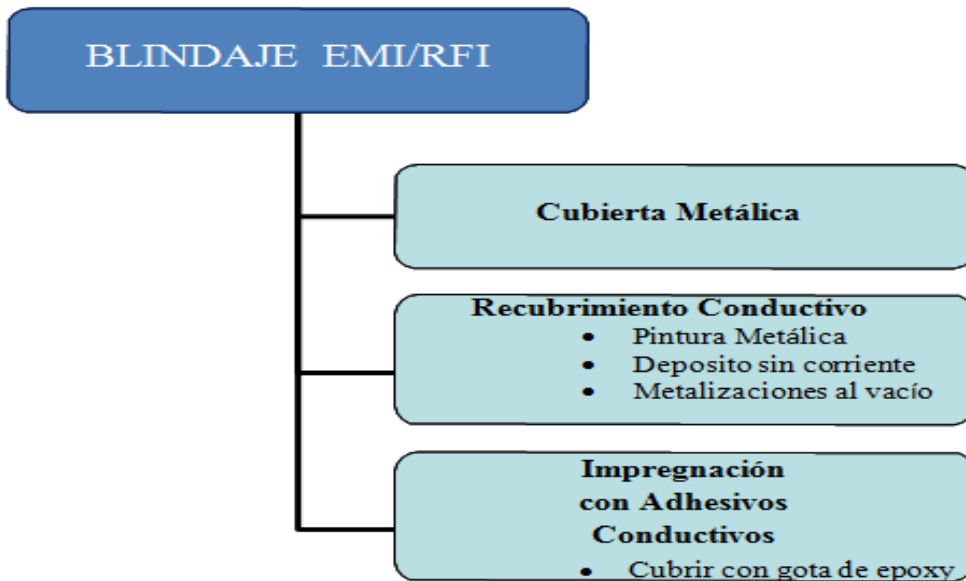 BLINDAJE EMI/RFI
Cubierta Metálica
Recubrimiento Conductivo
• Pintura Metálica
• Deposito sin corriente
• Metalizaciones al vacío
Impregnación
con Adhesivos
Conductivos
• Cubrir con gota de epoxy